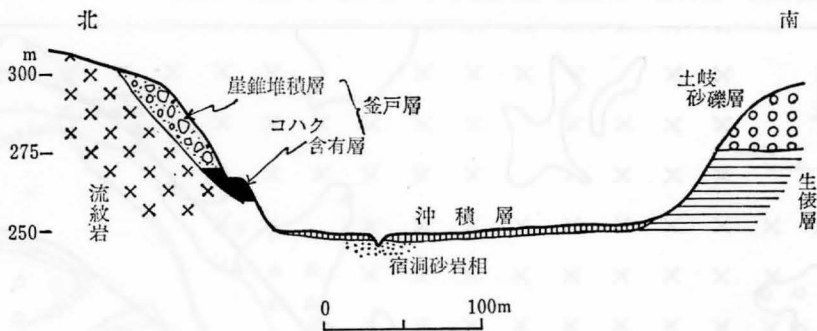 北
南
m
300
275
250
崖錐堆積層
コハク
含有層
釜戸層
土岐
砂礫層
流紋岩
沖積層
生俵層
宿洞砂岩相
0
100m